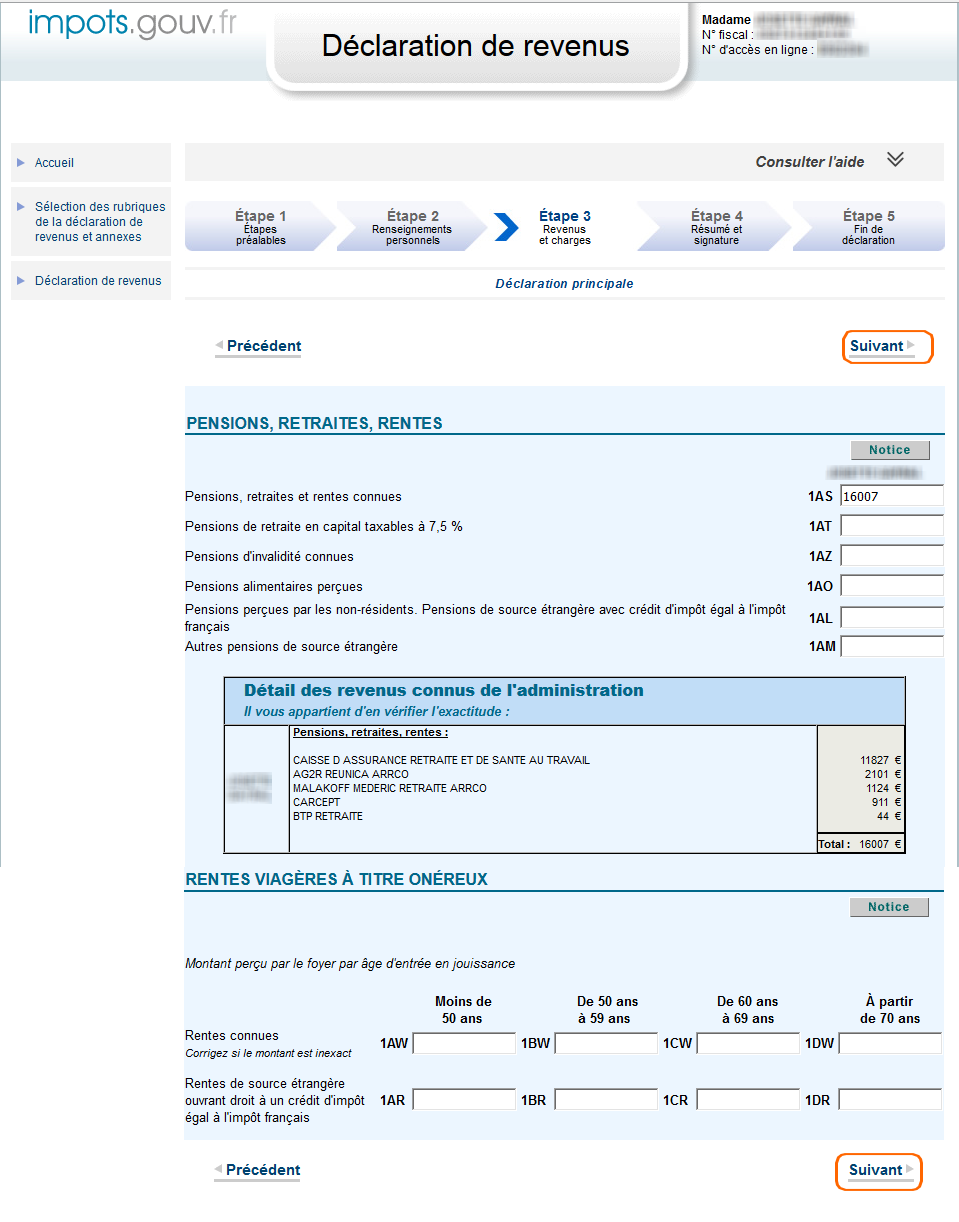 impots.gouv.fr
Déclaration de revenus
Madame
N° fiscal :
N° d'accès en ligne :
Accueil
Sélection des rubriques
de la déclaration de
revenus et annexes
Déclaration de revenus
Consulter l'aide
Étape 1
Étapes
préalables
Étape 2
Renseignements
personnels
Étape 3
Revenus
et charges
Étape 4
Résumé et
signature
Étape 5
Fin de
déclaration
Déclaration principale
Précédent
Suivant
PENSIONS, RETRAITES, RENTES
Notice
Pensions, retraites et rentes connues 1AS 16007
Pensions de retraite en capital taxables à 7,5 % 1AT
Pensions d'invalidité connues 1AZ
Pensions alimentaires perçues 1AO
Pensions perçues par les non-résidents. Pensions de source étrangère avec crédit d'impôt égal à l'impôt
français 1AL
Autres pensions de source étrangère 1AM
Détail des revenus connus de l'administration
Il vous appartient d'en vérifier l'exactitude :
Pensions, retraites, rentes :
CAISSE D ASSURANCE RETRAITE ET DE SANTE AU TRAVAIL 11827 €
AG2R REUNICA ARRCO 2101 €
MALAKOFF MEDERIC RETRAITE ARRCO 1124 €
CARCEPT 911 €
BTP RETRAITE 44 €
Total : 16007 €
RENTES VIAGÈRES À TITRE ONÉREUX
Notice
Montant perçu par le foyer par âge d'entrée en jouissance
Moins de
50 ans
De 50 ans
à 59 ans
De 60 ans
à 69 ans
À partir
de 70 ans
Rentes connues
Corrigez si le montant est inexact
1AW 1BW 1CW 1DW
Rentes de source étrangère
ouvrant droit à un crédit d'impôt
égal à l'impôt français
1AR 1BR 1CR 1DR
Précédent
Suivant